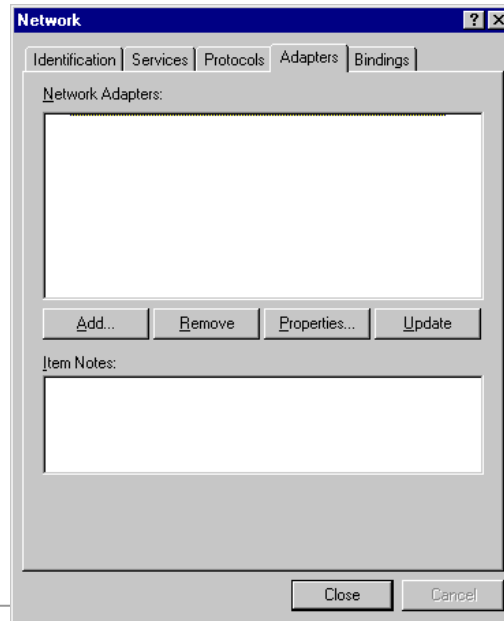 Network
Identification Services Protocols Adapters Bindings
Network Adapters:
Add... Remove Properties... Update
Item Notes:
Close Cancel